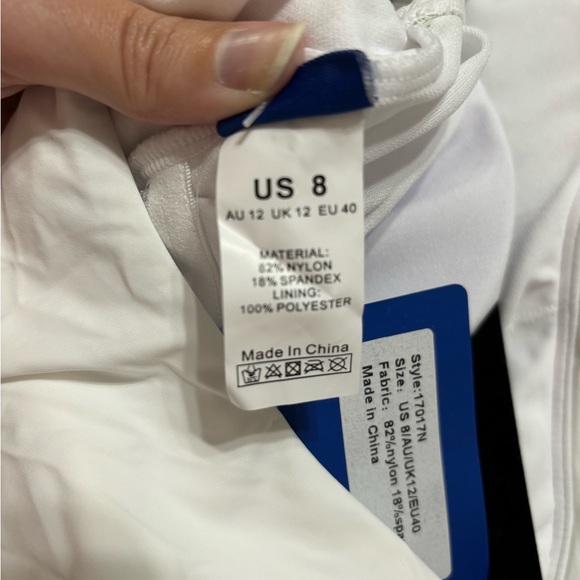 US 8
AU 12 UK 12 EU 40
MATERIAL:
82% NYLON
18% SPANDEX
LINING:
100% POLYESTER
Made In China
Style:17017N
Size: US 8/AU/UK12/EU40
Fabric: 82%nylon 18%spa
Made in China